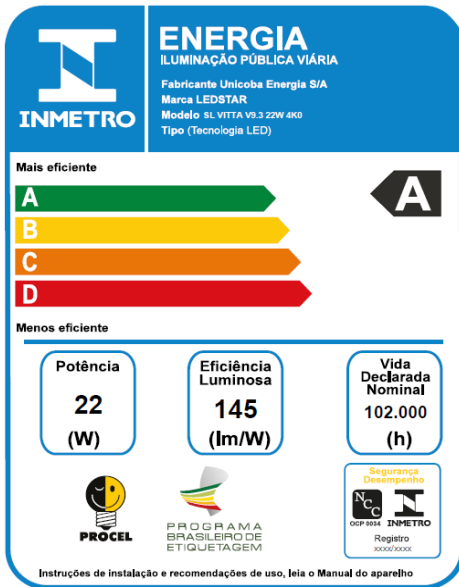 INMETRO
ENERGIA
ILUMINAÇÃO PÚBLICA VIÁRIA
Fabricante Unicoba Energia S/A
Marca LEDSTAR
Modelo SL VITTA V9.3 22W 4K0
Tipo (Tecnologia LED)
Mais eficiente
A
A
B
C
D
Menos eficiente
Potência
22
(W)
Eficiência
Luminosa
145
(lm/W)
Vida
Declarada
Nominal
102.000
(h)
PROCEL
PROGRAMA
BRASILEIRO DE
ETIQUETAGEM
Segurança
Desempenho
NCC
OCP 0034 INMETRO
Registro
xxxx/xxxx
Instruções de instalação e recomendações de uso, leia o Manual do aparelho